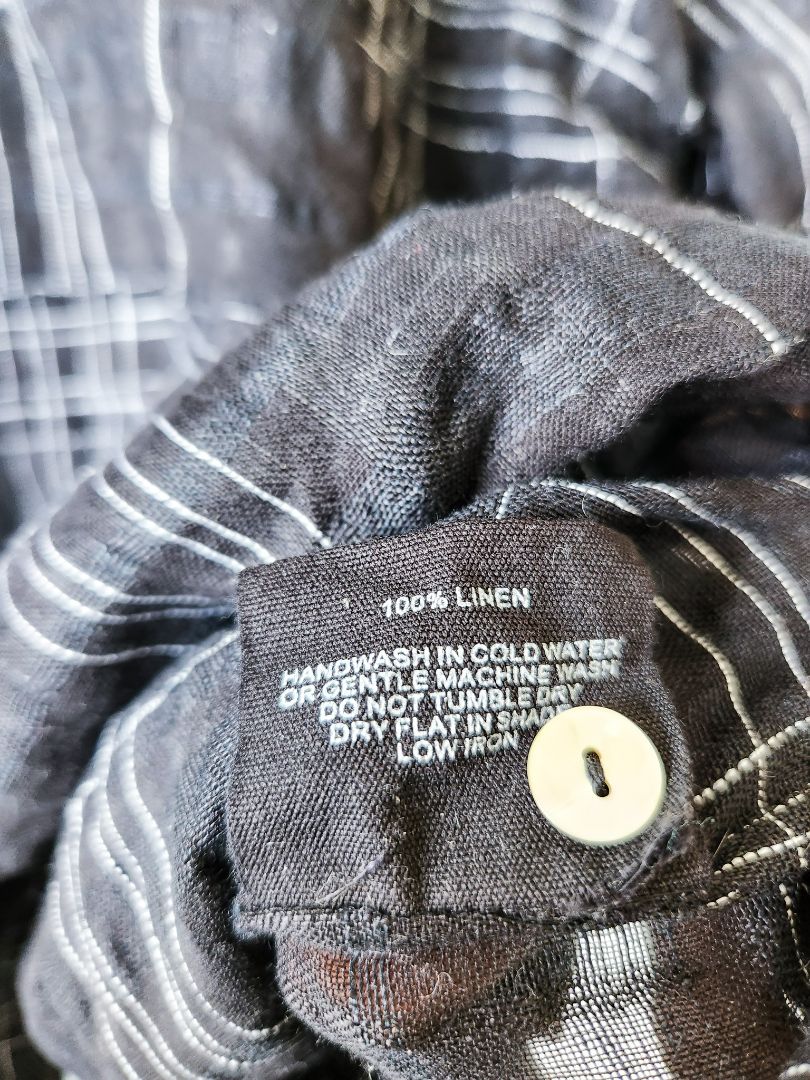 100% LINEN
HANDWASH IN COLD WATER
OR GENTLE MACHINE WASH
DO NOT TUMBLE DRY
DRY FLAT IN SHADE
LOW IRON